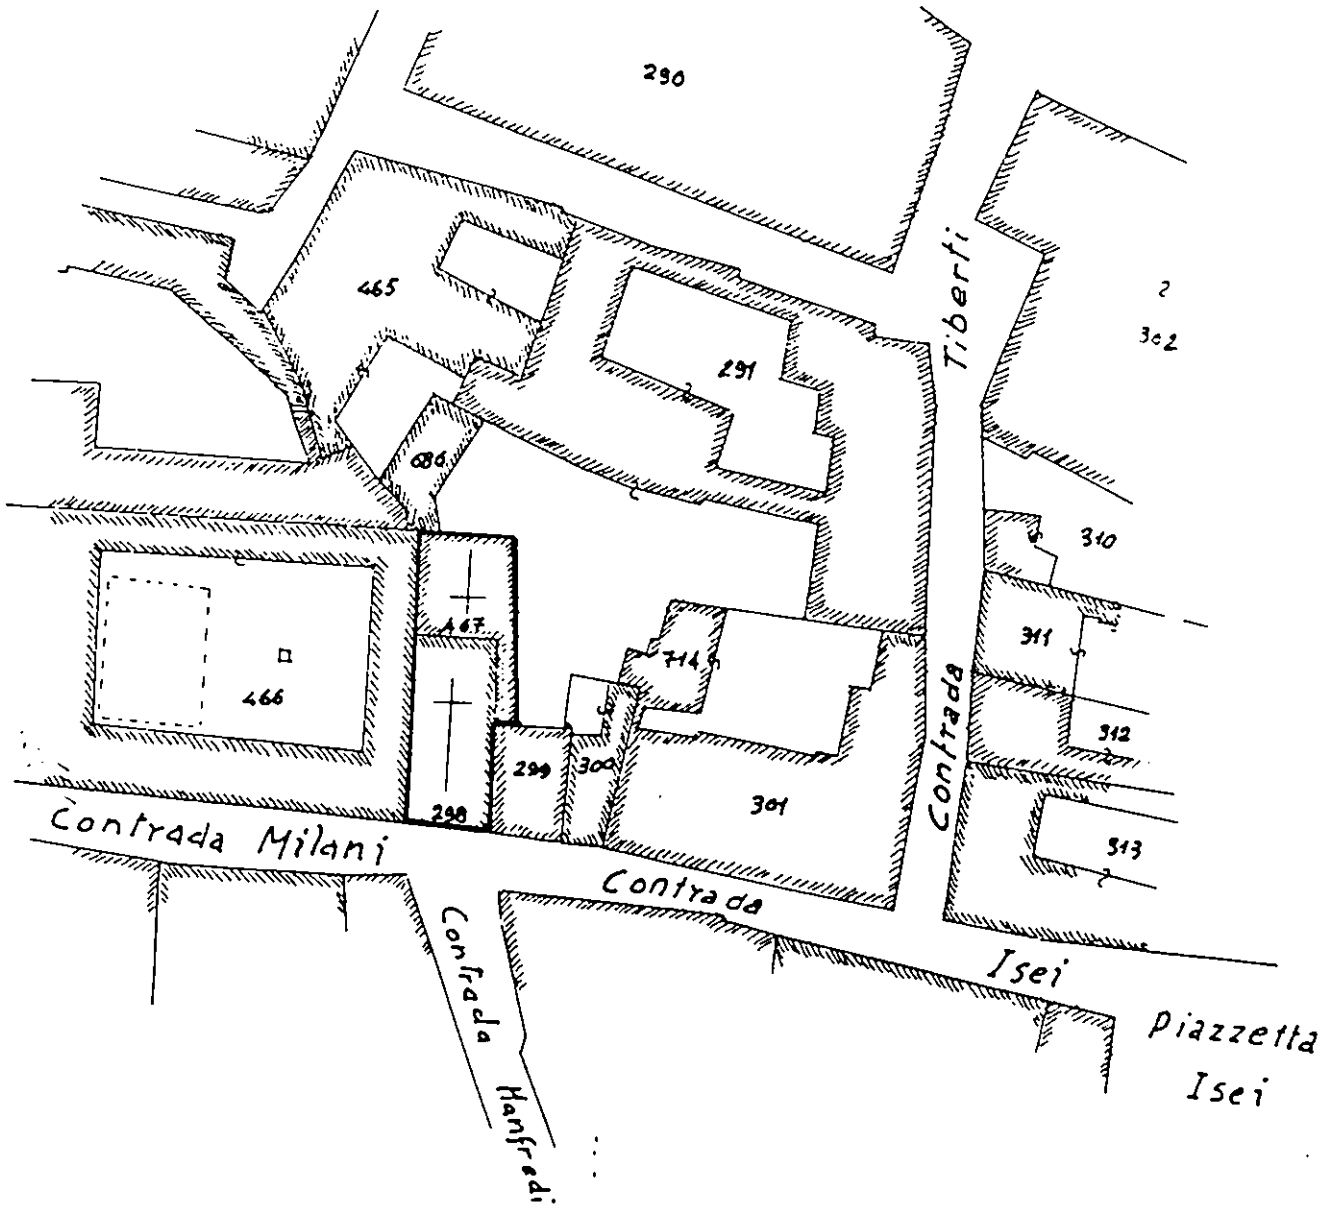 290
Tiberti
465
302
291
686
310
467
311
714
466
312
299
300
301
298
Contrada
Contrada Milani
313
Contrada
Isei
Contrada
Manfredi
Piazzetta
Isei